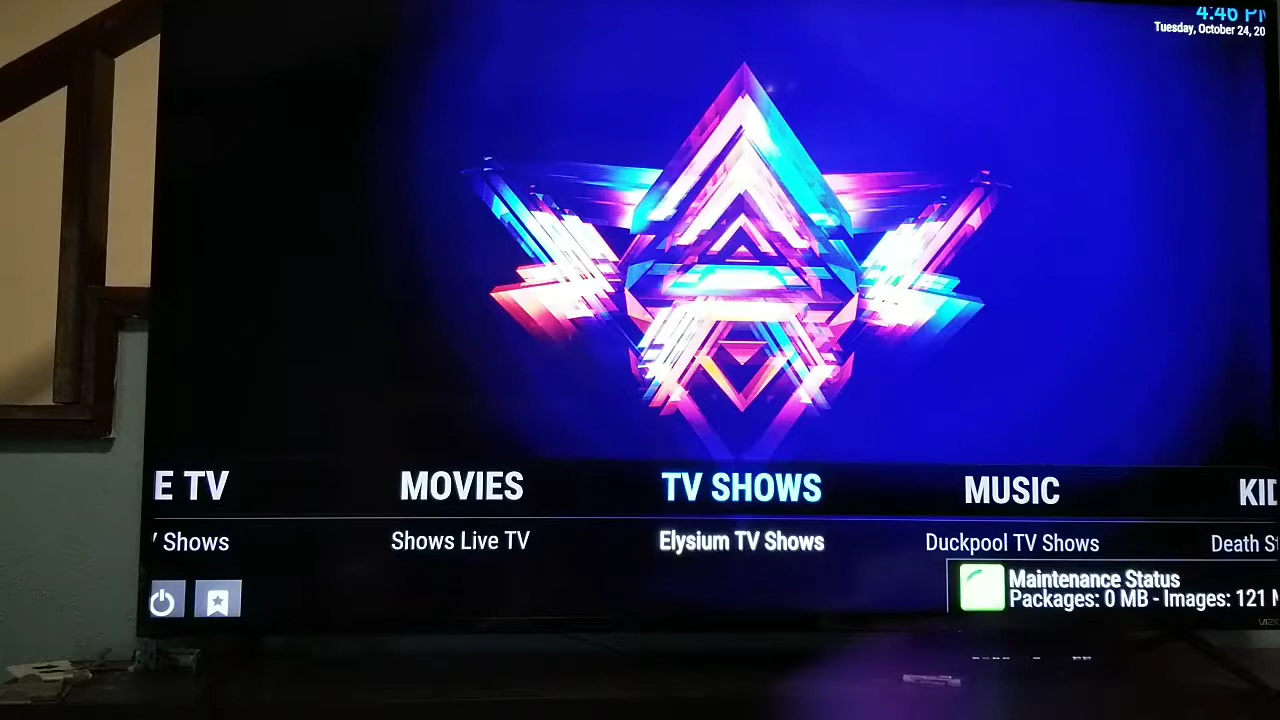 4:46 PM
Tuesday, October 24, 20
E TV
MOVIES
TV SHOWS
MUSIC
KID
Shows
Shows Live TV
Elysium TV Shows
Duckpool TV Shows
Death St
Maintenance Status
Packages: 0 MB - Images: 121 M
VIZIO